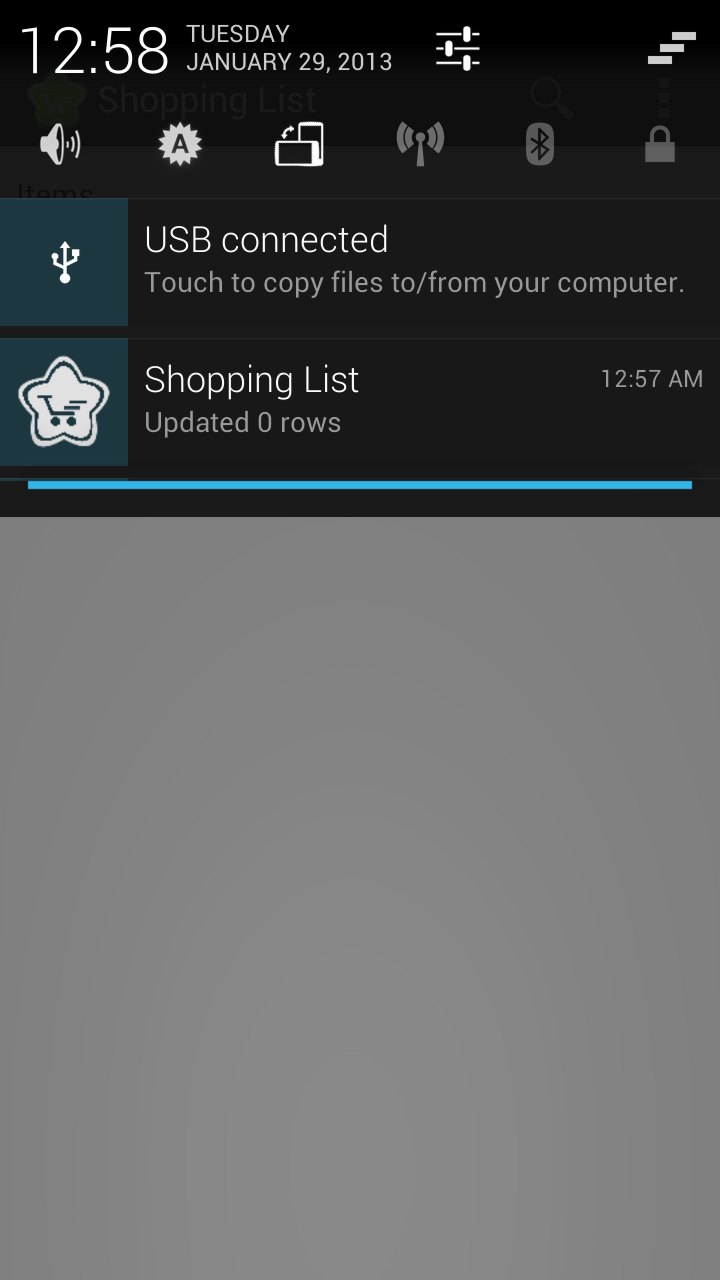 12:58
TUESDAY
JANUARY 29, 2013
Shopping List
A
Items
USB connected
Touch to copy files to/from your computer.
Shopping List
12:57 AM
Updated 0 rows